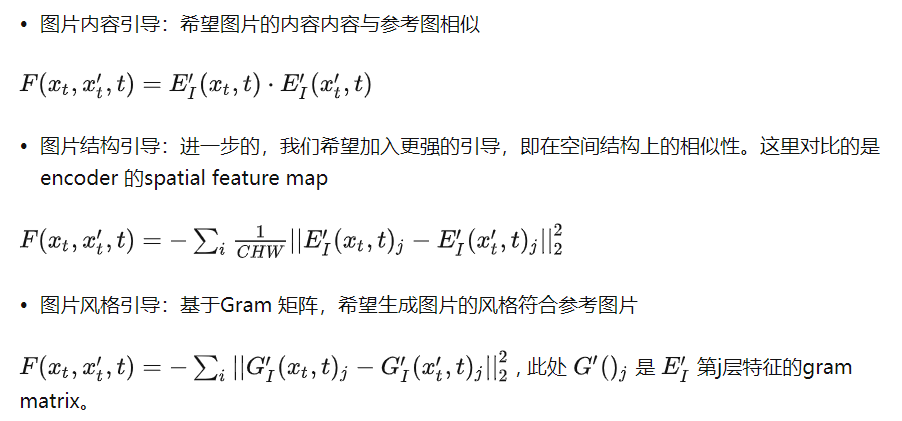 • 图片内容引导：希望图片的内容内容与参考图相似
F(x_t, x'_t, t) = E'_I(x_t, t) · E'_I(x'_t, t)
• 图片结构引导：进一步的，我们希望加入更强的引导，即在空间结构上的相似性。这里对比的是
encoder 的spatial feature map
F(x_t, x'_t, t) = −∑_i \frac{1}{CHW} ||E'_I(x_t, t)_j − E'_I(x'_t, t)_j||_2^2
• 图片风格引导：基于Gram 矩阵，希望生成图片的风格符合参考图片
F(x_t, x'_t, t) = −∑_i ||G'_I(x_t, t)_j − G'_I(x'_t, t)_j||_2^2 , 此处 G'()_j 是 E'_I 第j层特征的gram
matrix。